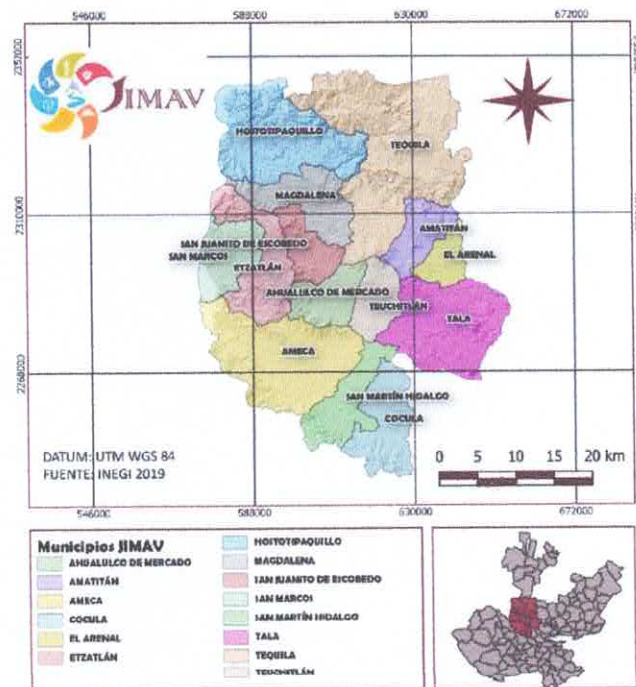 546000 588000 630000 672000
2352000
JIMAV
HOSTOTIPAQUILLO
TEQUILA
MAGDALENA
2310000
AMATITÁN
SAN JUANITO DE ESCOBEDO
SAN MARCOS
EL ARENAL
ETZATLÁN
AHUALULCO DE MERCADO
TEUCHITLÁN
TALA
AMECA
2268000
SAN MARTÍN HIDALGO
COCULA
DATUM: UTM WGS 84
FUENTE: INEGI 2019
0 5 10 15 20 km
546000 588000 630000 672000
Municipios JIMAV
AHUALULCO DE MERCADO
AMATITÁN
AMECA
COCULA
EL ARENAL
ETZATLÁN
HOSTOTIPAQUILLO
MAGDALENA
SAN JUANITO DE ESCOBEDO
SAN MARCOS
SAN MARTÍN HIDALGO
TALA
TEQUILA
TEUCHITLÁN